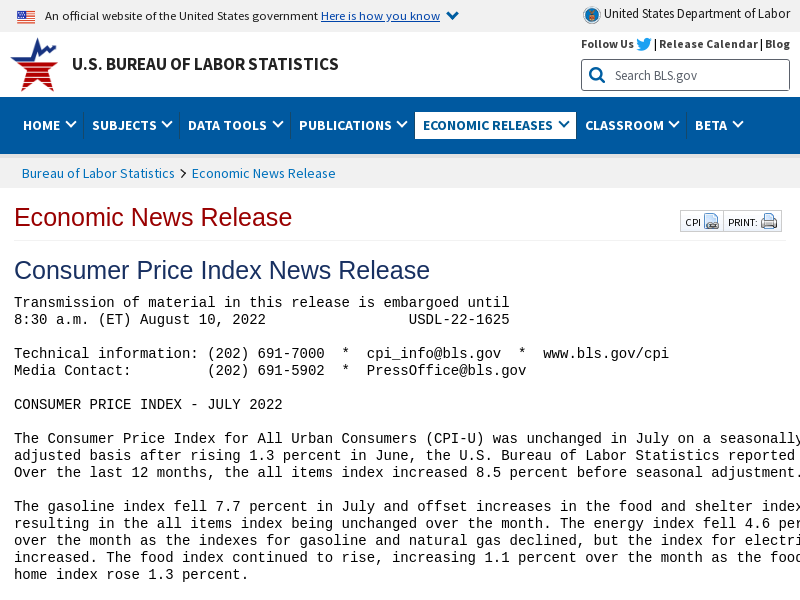 An official website of the United States government Here is how you know
United States Department of Labor
Follow Us | Release Calendar | Blog
U.S. BUREAU OF LABOR STATISTICS
Search BLS.gov
HOME SUBJECTS DATA TOOLS PUBLICATIONS ECONOMIC RELEASES CLASSROOM BETA
Bureau of Labor Statistics > Economic News Release
Economic News Release
CPI PRINT:
Consumer Price Index News Release
Transmission of material in this release is embargoed until
8:30 a.m. (ET) August 10, 2022 USDL-22-1625
Technical information: (202) 691-7000 * cpi_info@bls.gov * www.bls.gov/cpi
Media Contact: (202) 691-5902 * PressOffice@bls.gov
CONSUMER PRICE INDEX - JULY 2022
The Consumer Price Index for All Urban Consumers (CPI-U) was unchanged in July on a seasonally
adjusted basis after rising 1.3 percent in June, the U.S. Bureau of Labor Statistics reported
Over the last 12 months, the all items index increased 8.5 percent before seasonal adjustment.
The gasoline index fell 7.7 percent in July and offset increases in the food and shelter index
resulting in the all items index being unchanged over the month. The energy index fell 4.6 per
over the month as the indexes for gasoline and natural gas declined, but the index for electri
increased. The food index continued to rise, increasing 1.1 percent over the month as the food
home index rose 1.3 percent.